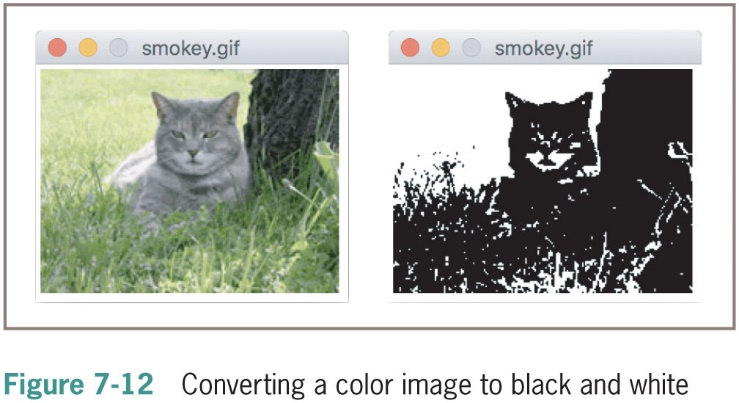 smokey.gif
smokey.gif
Figure 7-12 Converting a color image to black and white